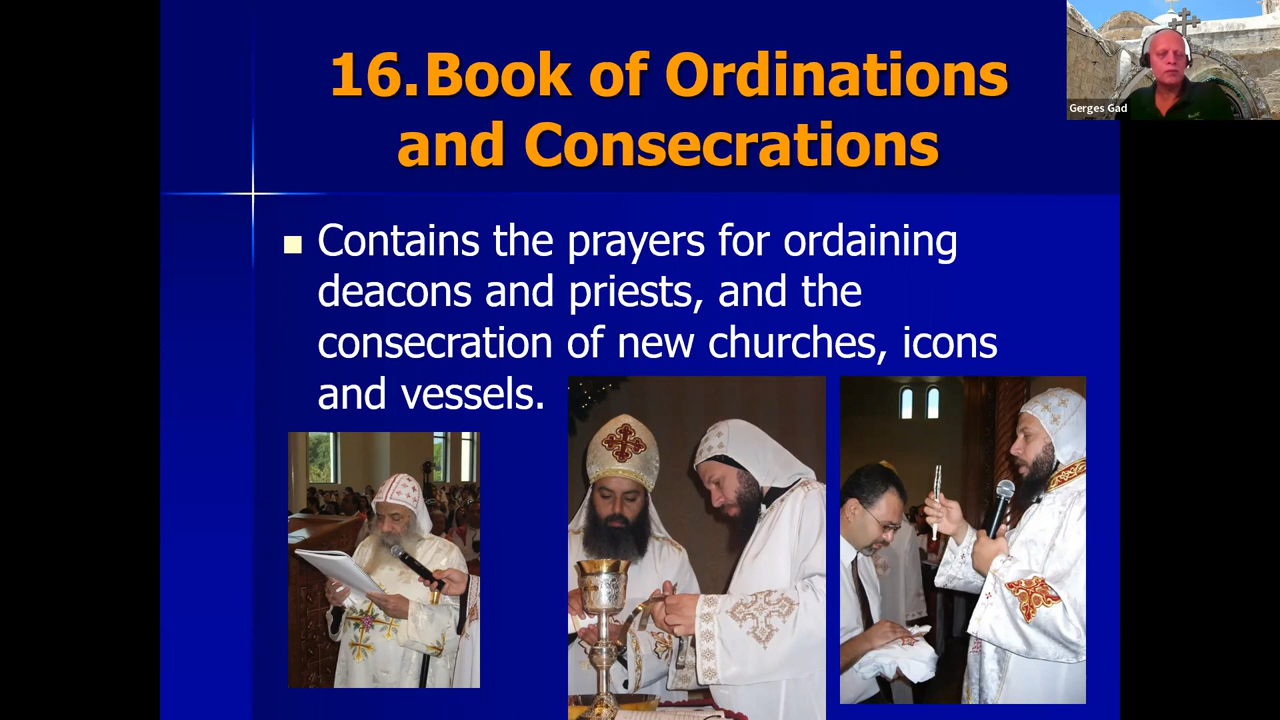 16.Book of Ordinations
and Consecrations
Gerges Gad
Contains the prayers for ordaining
deacons and priests, and the
consecration of new churches, icons
and vessels.